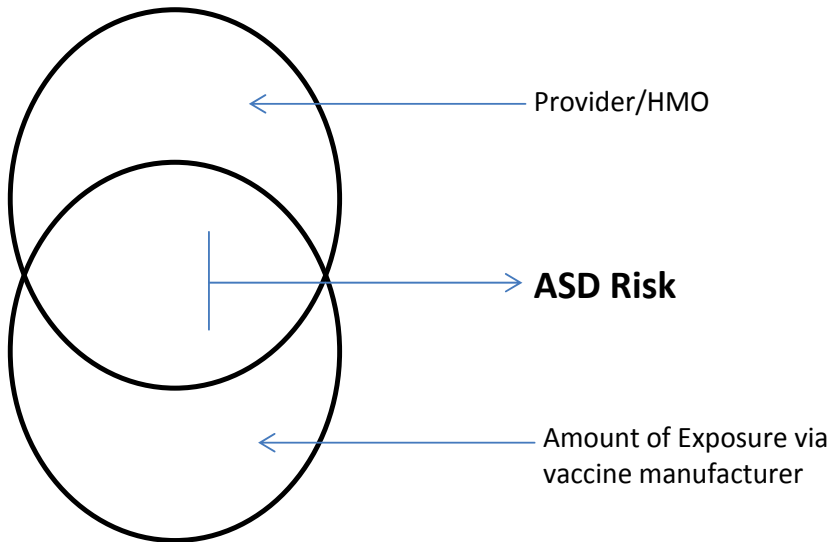 Provider/HMO
ASD Risk
Amount of Exposure via
vaccine manufacturer